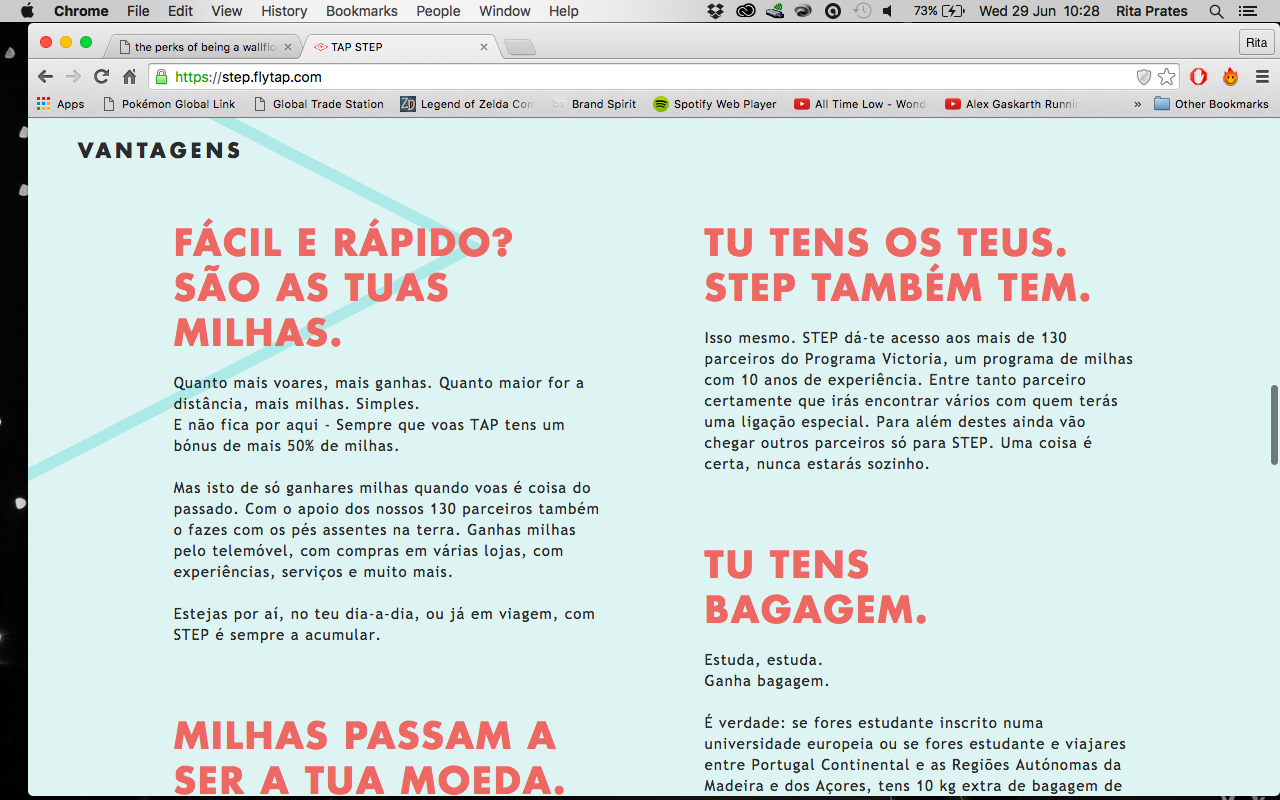 Chrome File Edit View History Bookmarks People Window Help 73% Wed 29 Jun 10:28 Rita Prates
the perks of being a wallflo
TAP STEP
Rita
https://step.flytap.com
Apps Pokémon Global Link Global Trade Station Legend of Zelda Com Brand Spirit Spotify Web Player All Time Low - Wond Alex Gaskarth Runnin » Other Bookmarks
VANTAGENS
FÁCIL E RÁPIDO?
SÃO AS TUAS
MILHAS.
Quanto mais voares, mais ganhas. Quanto maior for a
distância, mais milhas. Simples.
E não fica por aqui - Sempre que voas TAP tens um
bónus de mais 50% de milhas.
Mas isto de só ganhares milhas quando voas é coisa do
passado. Com o apoio dos nossos 130 parceiros também
o fazes com os pés assentes na terra. Ganhas milhas
pelo telemóvel, com compras em várias lojas, com
experiências, serviços e muito mais.
Estejas por aí, no teu dia-a-dia, ou já em viagem, com
STEP é sempre a acumular.
MILHAS PASSAM A
SER A TUA MOEDA.
TU TENS OS TEUS.
STEP TAMBÉM TEM.
Isso mesmo. STEP dá-te acesso aos mais de 130
parceiros do Programa Victoria, um programa de milhas
com 10 anos de experiência. Entre tanto parceiro
certamente que irás encontrar vários com quem terás
uma ligação especial. Para além destes ainda vão
chegar outros parceiros só para STEP. Uma coisa é
certa, nunca estarás sozinho.
TU TENS
BAGAGEM.
Estuda, estuda.
Ganha bagagem.
É verdade: se fores estudante inscrito numa
universidade europeia ou se fores estudante e viajares
entre Portugal Continental e as Regiões Autónomas da
Madeira e dos Açores, tens 10 kg extra de bagagem de